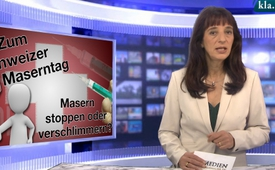 kla.
Zum
hweizer
Maserntag
Masern
stoppen oder
verschlimmern
MEDIEN